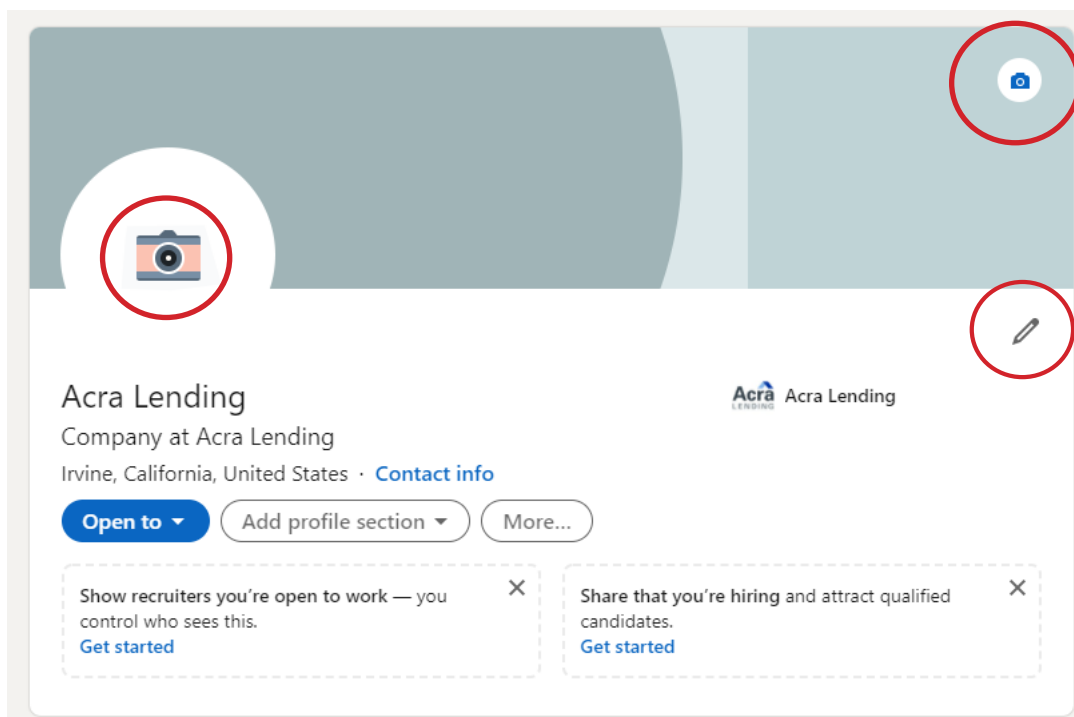 Acra Lending
Acra
LENDING
Acra Lending
Company at Acra Lending
Irvine, California, United States · Contact info
Open to
Add profile section
More...
Show recruiters you're open to work — you
control who sees this.
Get started
Share that you're hiring and attract qualified
candidates.
Get started